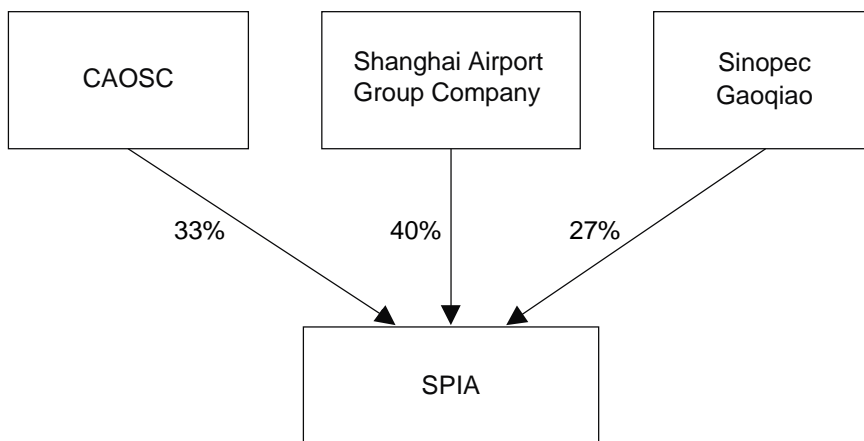 CAOSC
Shanghai Airport
Group Company
Sinopec
Gaoqiao
33%
40%
27%
SPIA